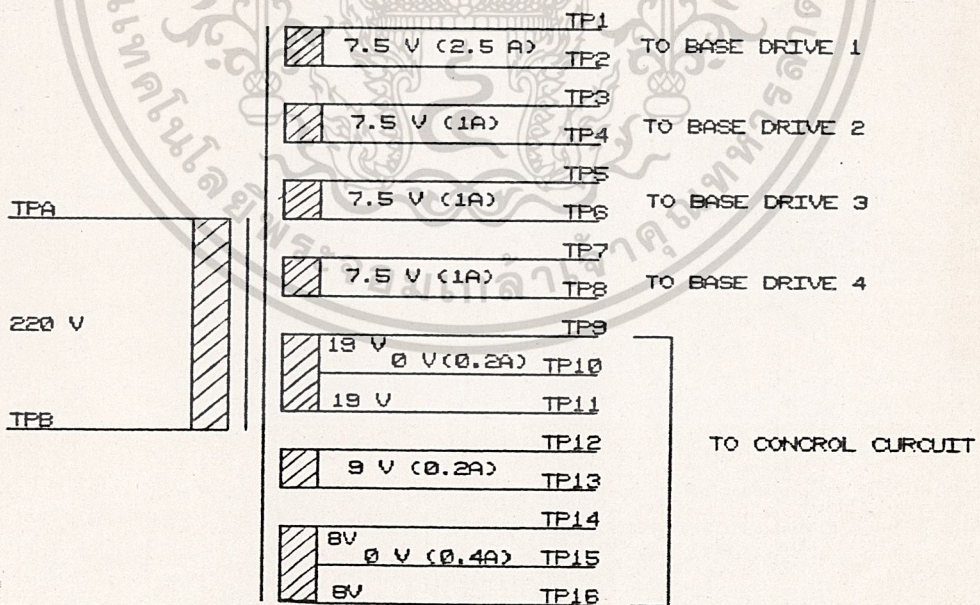 TP1
7.5 V (2.5 A)
TP2
TO BASE DRIVE 1
TP3
7.5 V (1A)
TP4
TO BASE DRIVE 2
TP5
7.5 V (1A)
TP6
TO BASE DRIVE 3
TP7
7.5 V (1A)
TP8
TO BASE DRIVE 4
TPA
220 V
TPB
TP9
19 V
0 V(0.2A)
TP10
19 V
TP11
TP12
9 V (0.2A)
TP13
TO CONCROL CURCUIT
TP14
8V
0 V (0.4A)
TP15
8V
TP16